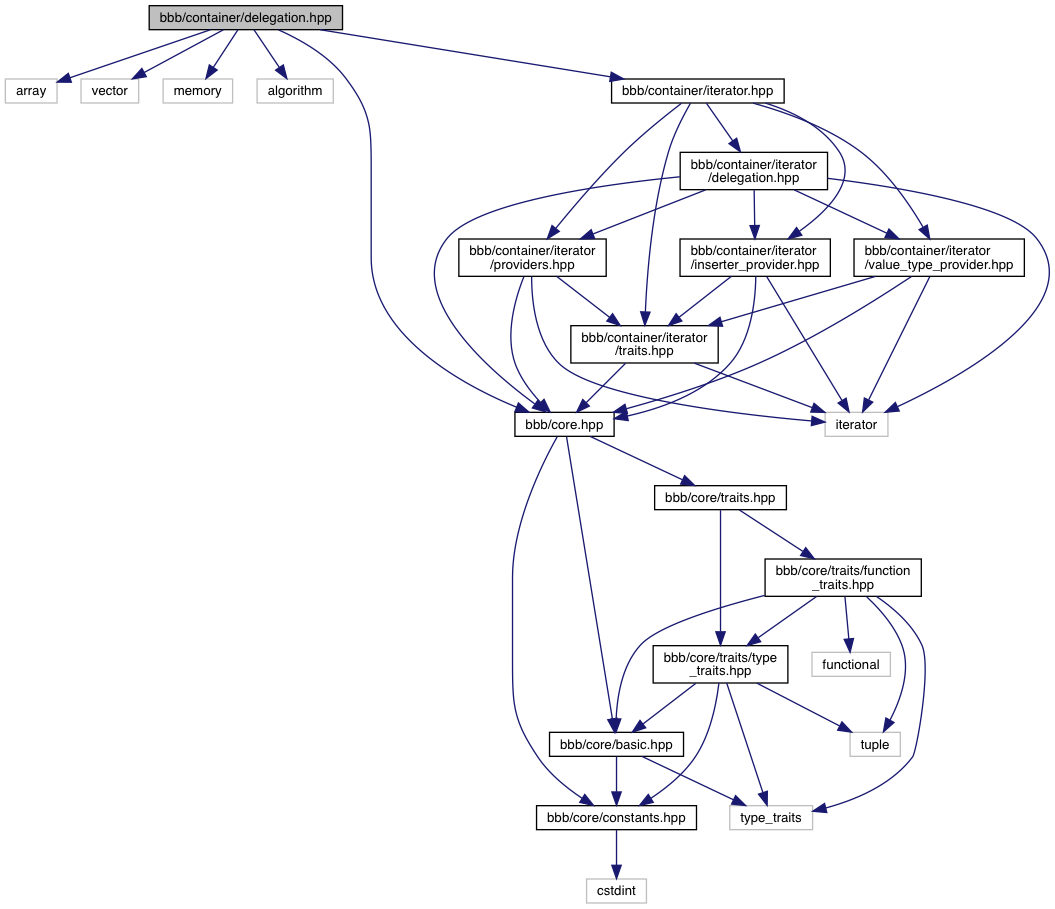 bbb/container/delegation.hpp
array
vector
memory
algorithm
bbb/container/iterator.hpp
bbb/container/iterator
/delegation.hpp
bbb/container/iterator
/providers.hpp
bbb/container/iterator
/inserter_provider.hpp
bbb/container/iterator
/value_type_provider.hpp
bbb/container/iterator
/traits.hpp
bbb/core.hpp
iterator
bbb/core/traits.hpp
bbb/core/traits/function
_traits.hpp
bbb/core/traits/type
_traits.hpp
functional
bbb/core/basic.hpp
tuple
bbb/core/constants.hpp
type_traits
cstdint